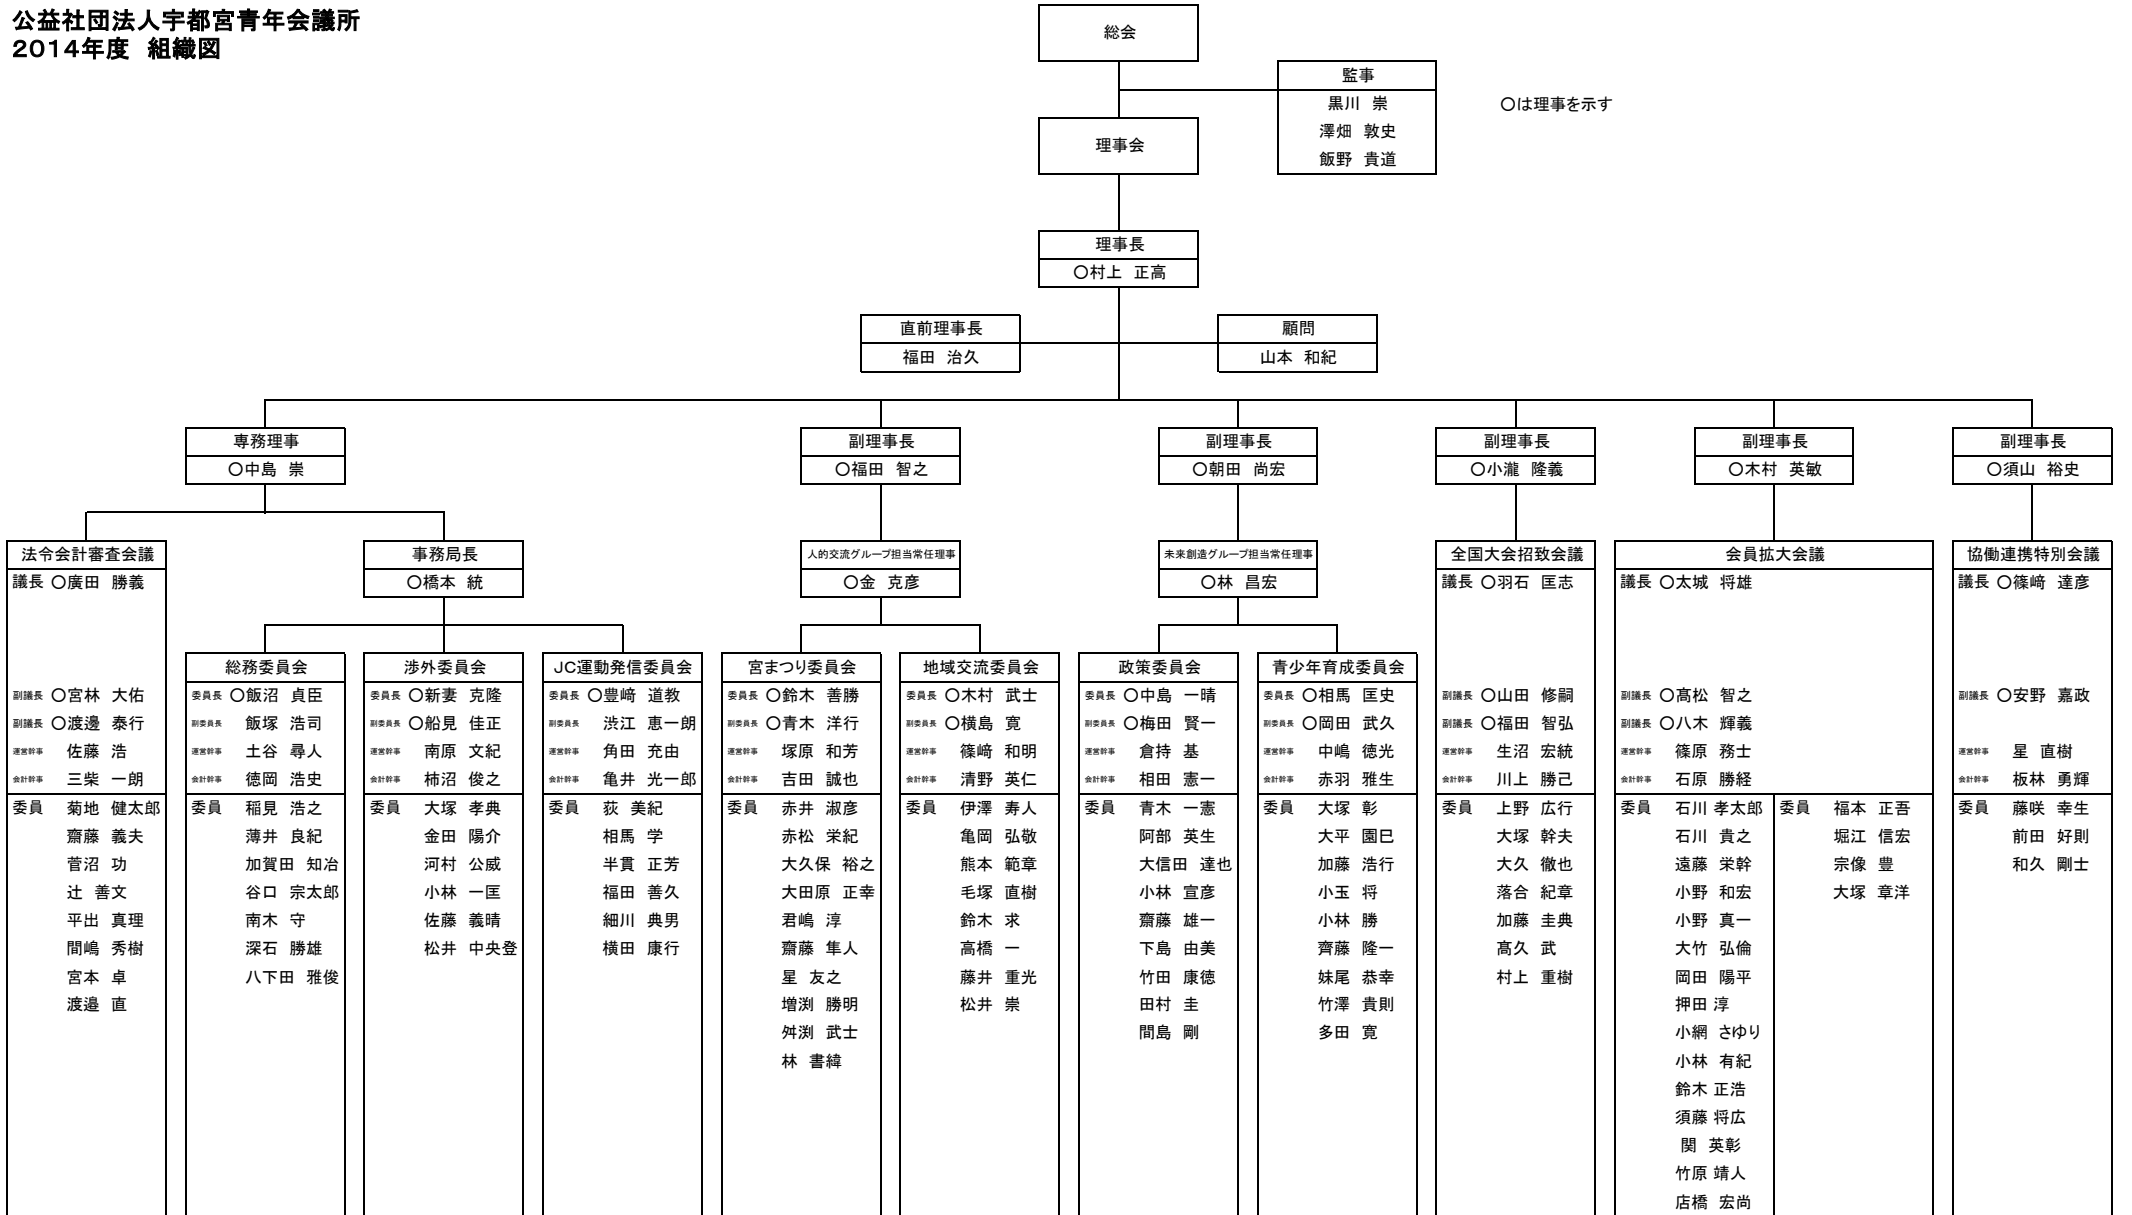 公益社団法人宇都宮青年会議所
2014年度 組織図
総会
監事
黒川 崇
澤畑 敦史
飯野 貴道
〇は理事を示す
理事会
理事長
〇村上 正高
直前理事長
福田 治久
顧問
山本 和紀
専務理事
〇中島 崇
副理事長
〇福田 智之
副理事長
〇朝田 尚宏
副理事長
〇小瀧 隆義
副理事長
〇木村 英敏
副理事長
〇須山 裕史
法令会計審査会議
議長 〇廣田 勝義
副議長 〇宮林 大佑
副議長 〇渡邊 泰行
運営幹事 佐藤 浩
会計幹事 三柴 一朗
委員 菊地 健太郎
齋藤 義夫
菅沼 功
辻 善文
平出 真理
間嶋 秀樹
宮本 卓
渡邉 直
事務局長
〇橋本 統
総務委員会
委員長 〇飯沼 貞臣
副委員長 飯塚 浩司
運営幹事 土谷 尋人
会計幹事 徳岡 浩史
委員 稲見 浩之
薄井 良紀
加賀田 知冶
谷口 宗太郎
南木 守
深石 勝雄
八下田 雅俊
渉外委員会
委員長 〇新妻 克隆
副委員長 〇船見 佳正
運営幹事 南原 文紀
会計幹事 柿沼 俊之
委員 大塚 孝典
金田 陽介
河村 公威
小林 一匡
佐藤 義晴
松井 中央登
JC運動発信委員会
委員長 〇豊﨑 道教
副委員長 渋江 恵一朗
運営幹事 角田 充由
会計幹事 亀井 光一郎
委員 荻 美紀
相馬 学
半貫 正芳
福田 善久
細川 典男
横田 康行
人的交流グループ担当常任理事
〇金 克彦
宮まつり委員会
委員長 〇鈴木 善勝
副委員長 〇青木 洋行
運営幹事 塚原 和芳
会計幹事 吉田 誠也
委員 赤井 淑彦
赤松 栄紀
大久保 裕之
大田原 正幸
君嶋 淳
齋藤 隼人
星 友之
増渕 勝明
舛渕 武士
林 書緯
地域交流委員会
委員長 〇木村 武士
副委員長 〇横島 寛
運営幹事 篠﨑 和明
会計幹事 清野 英仁
委員 伊澤 寿人
亀岡 弘敬
熊本 範章
毛塚 直樹
鈴木 求
高橋 一
藤井 重光
松井 崇
未来創造グループ担当常任理事
〇林 昌宏
政策委員会
委員長 〇中島 一晴
副委員長 〇梅田 賢一
運営幹事 倉持 基
会計幹事 相田 憲一
委員 青木 一憲
阿部 英生
大信田 達也
小林 宣彦
齋藤 雄一
下島 由美
竹田 康徳
田村 圭
間島 剛
青少年育成委員会
委員長 〇相馬 匡史
副委員長 〇岡田 武久
運営幹事 中嶋 徳光
会計幹事 赤羽 雅生
委員 大塚 彰
大平 園巳
加藤 浩行
小玉 将
小林 勝
齊藤 隆一
妹尾 恭幸
竹澤 貴則
多田 寛
全国大会招致会議
議長 〇羽石 匡志
副議長 〇山田 修嗣
副議長 〇福田 智弘
運営幹事 生沼 宏統
会計幹事 川上 勝己
委員 上野 広行
大塚 幹夫
大久 徹也
落合 紀章
加藤 圭典
髙久 武
村上 重樹
会員拡大会議
議長 〇太城 将雄
副議長 〇髙松 智之
副議長 〇八木 輝義
運営幹事 篠原 務士
会計幹事 石原 勝経
委員 石川 孝太郎
石川 貴之
遠藤 栄幹
小野 和宏
小野 真一
大竹 弘倫
岡田 陽平
押田 淳
小網 さゆり
小林 有紀
鈴木 正浩
須藤 将広
関 英彰
竹原 靖人
店橋 宏尚
委員 福本 正吾
堀江 信宏
宗像 豊
大塚 章洋
協働連携特別会議
議長 〇篠﨑 達彦
副議長 〇安野 嘉政
運営幹事 星 直樹
会計幹事 板林 勇輝
委員 藤咲 幸生
前田 好則
和久 剛士